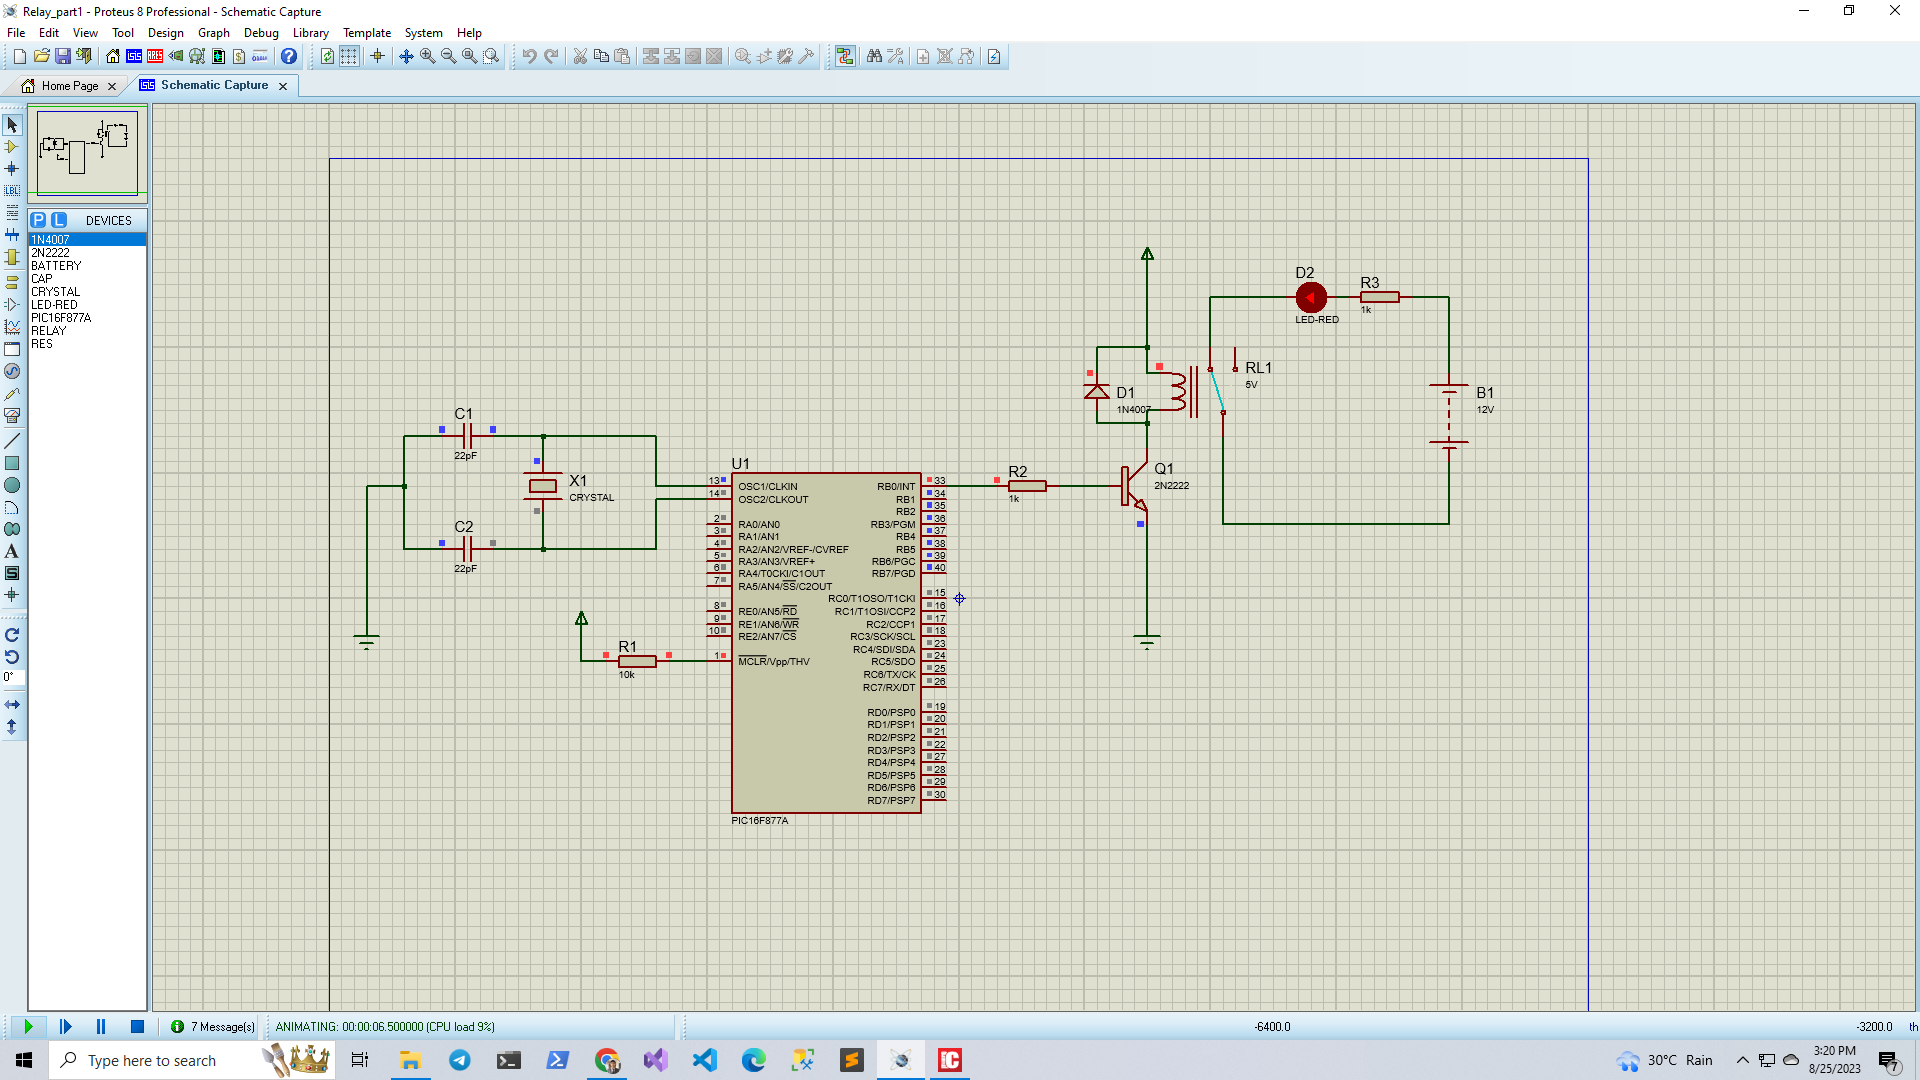 Relay_part1 - Proteus 8 Professional - Schematic Capture
File Edit View Tool Design Graph Debug Library Template System Help
Home Page
Schematic Capture
P L DEVICES
1N4007
2N2222
BATTERY
CAP
CRYSTAL
LED-RED
PIC16F877A
RELAY
RES
0°
C1
22pF
C2
22pF
X1
CRYSTAL
R1
10k
U1
13 OSC1/CLKIN
14 OSC2/CLKOUT
2 RA0/AN0
3 RA1/AN1
4 RA2/AN2/VREF-/CVREF
5 RA3/AN3/VREF+
6 RA4/T0CKI/C1OUT
7 RA5/AN4/SS/C2OUT
8 RE0/AN5/RD
9 RE1/AN6/WR
10 RE2/AN7/CS
1 MCLR/Vpp/THV
RB0/INT 33
RB1 34
RB2 35
RB3/PGM 36
RB4 37
RB5 38
RB6/PGC 39
RB7/PGD 40
RC0/T1OSO/T1CKI 15
RC1/T1OSI/CCP2 16
RC2/CCP1 17
RC3/SCK/SCL 18
RC4/SDI/SDA 23
RC5/SDO 24
RC6/TX/CK 25
RC7/RX/DT 26
RD0/PSP0 19
RD1/PSP1 20
RD2/PSP2 21
RD3/PSP3 22
RD4/PSP4 27
RD5/PSP5 28
RD6/PSP6 29
RD7/PSP7 30
PIC16F877A
R2
1k
Q1
2N2222
D1
1N4007
RL1
5V
D2
LED-RED
R3
1k
B1
12V
7 Message(s)
ANIMATING: 00:00:06.500000 (CPU load 9%)
-6400.0
-3200.0
th
Type here to search
30°C Rain
3:20 PM
8/25/2023
7